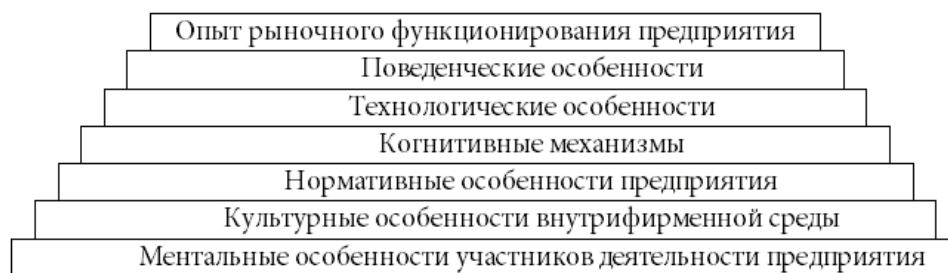 Опыт рыночного функционирования предприятия
Поведенческие особенности
Технологические особенности
Когнитивные механизмы
Нормативные особенности предприятия
Культурные особенности внутрифирменной среды
Ментальные особенности участников деятельности предприятия